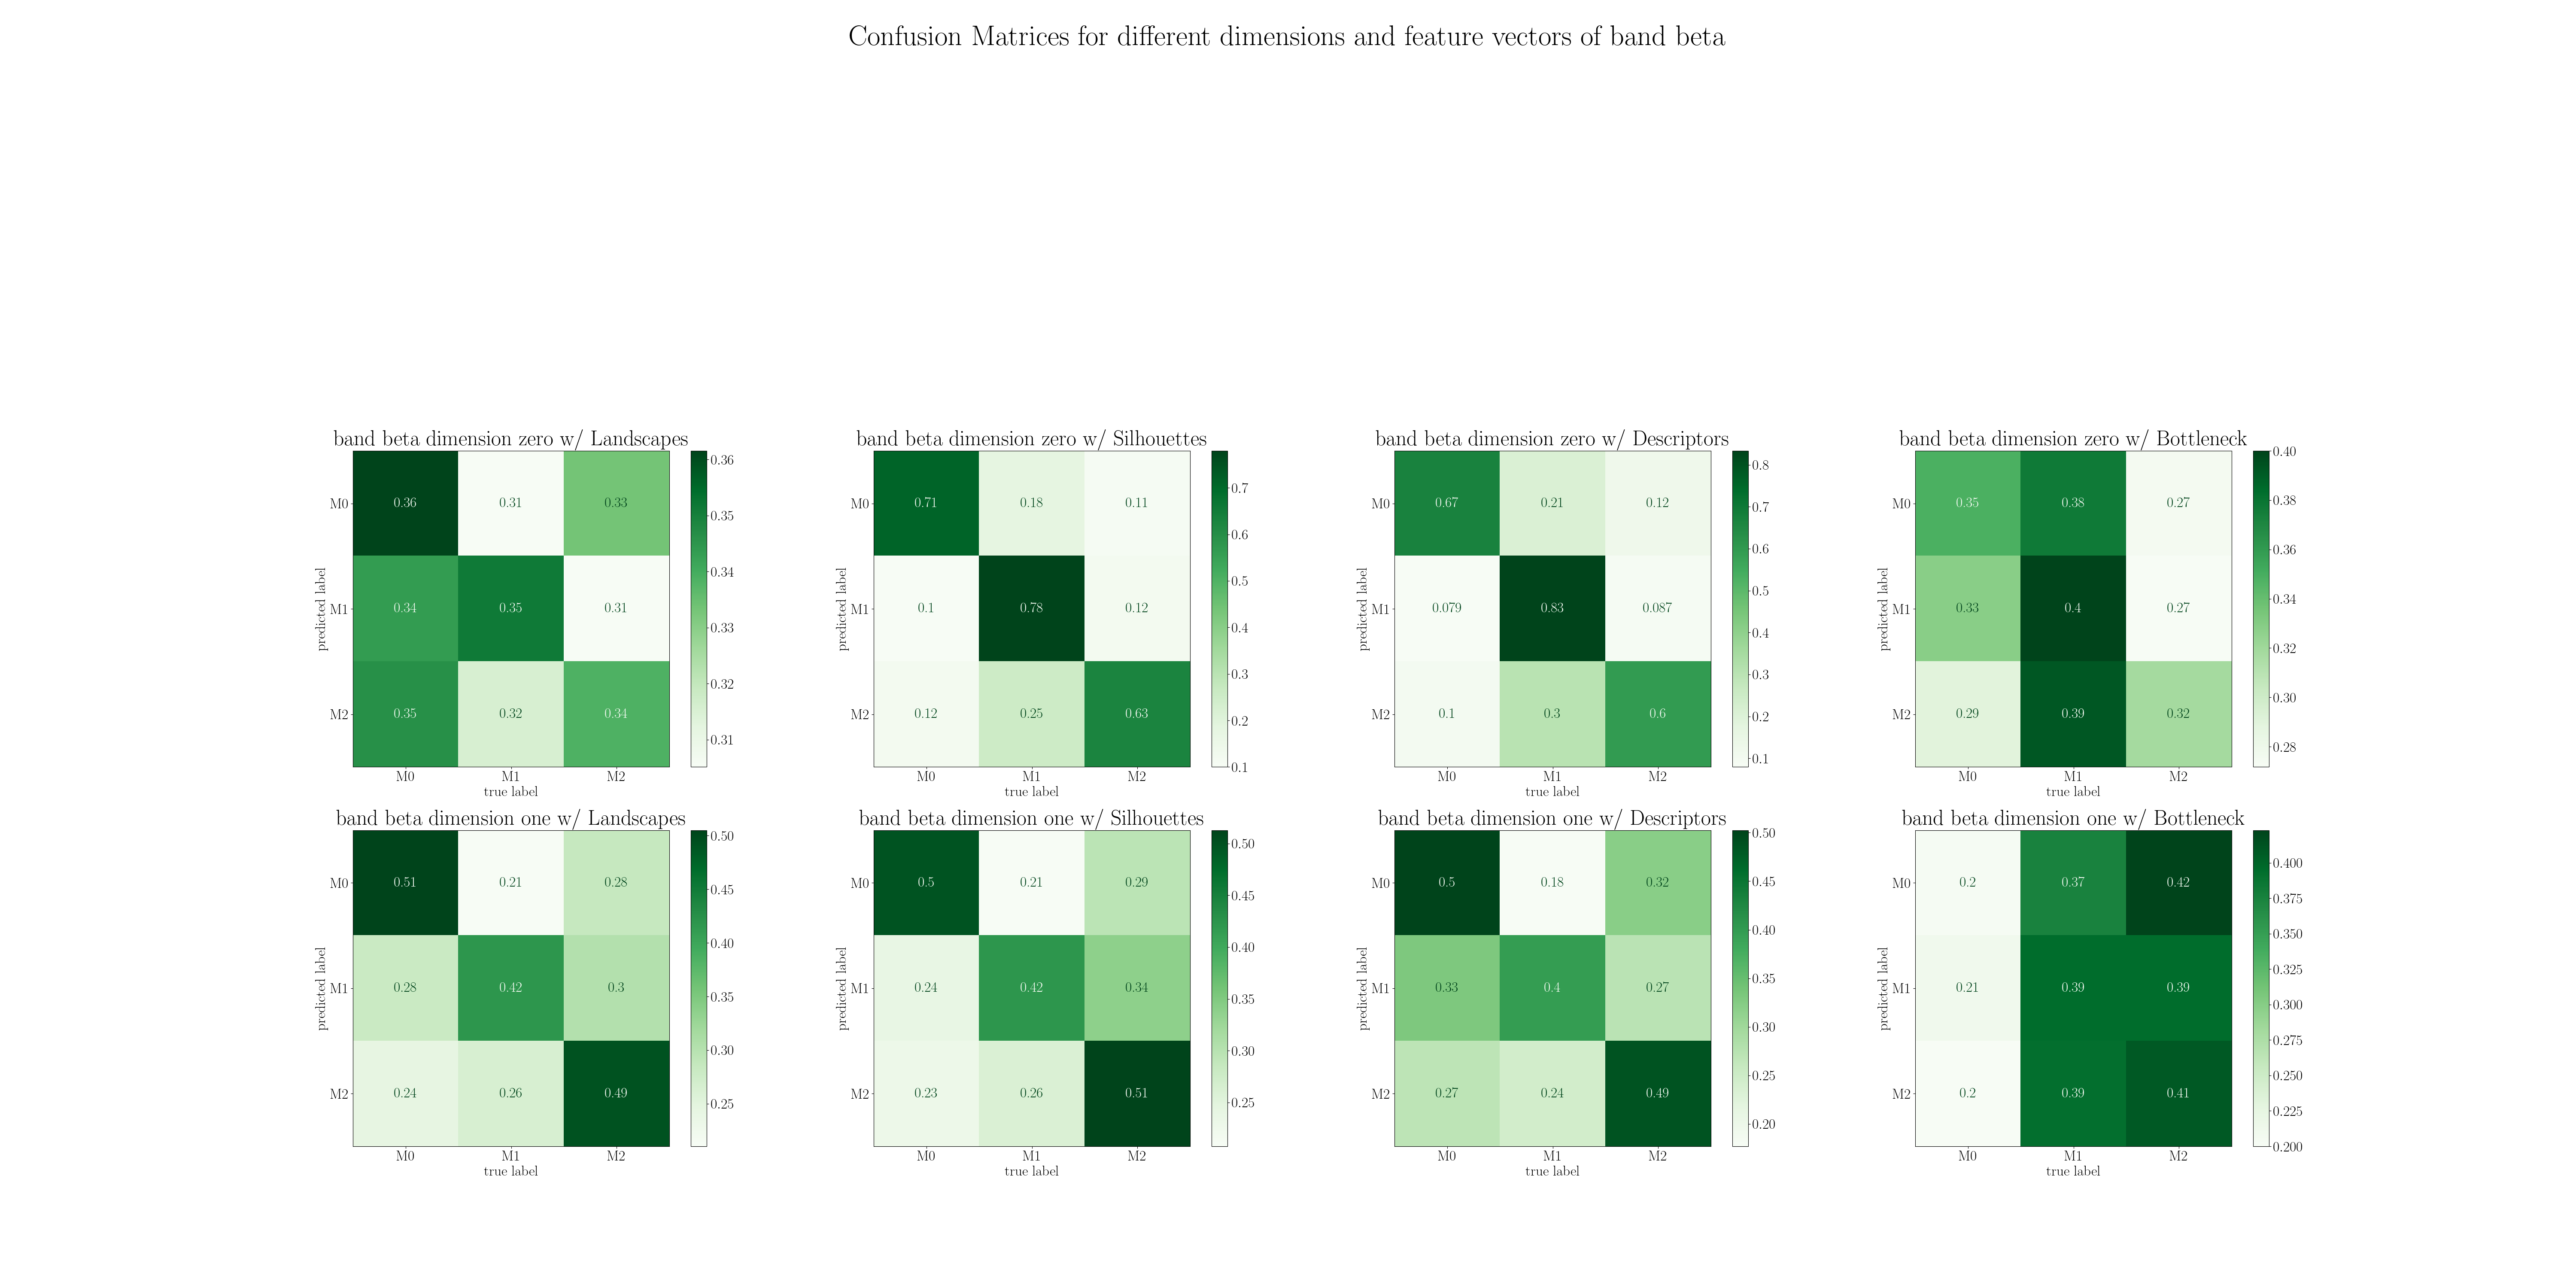 Confusion Matrices for different dimensions and feature vectors of band beta
band beta dimension zero w/ Landscapes
predicted label
M0 0.36 0.31 0.33
M1 0.34 0.35 0.31
M2 0.35 0.32 0.34
M0 M1 M2
true label
0.36
0.35
0.34
0.33
0.32
0.31
band beta dimension zero w/ Silhouettes
predicted label
M0 0.71 0.18 0.11
M1 0.1 0.78 0.12
M2 0.12 0.25 0.63
M0 M1 M2
true label
0.7
0.6
0.5
0.4
0.3
0.2
0.1
band beta dimension zero w/ Descriptors
predicted label
M0 0.67 0.21 0.12
M1 0.079 0.83 0.087
M2 0.1 0.3 0.6
M0 M1 M2
true label
0.8
0.7
0.6
0.5
0.4
0.3
0.2
0.1
band beta dimension zero w/ Bottleneck
predicted label
M0 0.35 0.38 0.27
M1 0.33 0.4 0.27
M2 0.29 0.39 0.32
M0 M1 M2
true label
0.40
0.38
0.36
0.34
0.32
0.30
0.28
band beta dimension one w/ Landscapes
predicted label
M0 0.51 0.21 0.28
M1 0.28 0.42 0.3
M2 0.24 0.26 0.49
M0 M1 M2
true label
0.50
0.45
0.40
0.35
0.30
0.25
band beta dimension one w/ Silhouettes
predicted label
M0 0.5 0.21 0.29
M1 0.24 0.42 0.34
M2 0.23 0.26 0.51
M0 M1 M2
true label
0.50
0.45
0.40
0.35
0.30
0.25
band beta dimension one w/ Descriptors
predicted label
M0 0.5 0.18 0.32
M1 0.33 0.4 0.27
M2 0.27 0.24 0.49
M0 M1 M2
true label
0.50
0.45
0.40
0.35
0.30
0.25
0.20
band beta dimension one w/ Bottleneck
predicted label
M0 0.2 0.37 0.42
M1 0.21 0.39 0.39
M2 0.2 0.39 0.41
M0 M1 M2
true label
0.400
0.375
0.350
0.325
0.300
0.275
0.250
0.225
0.200